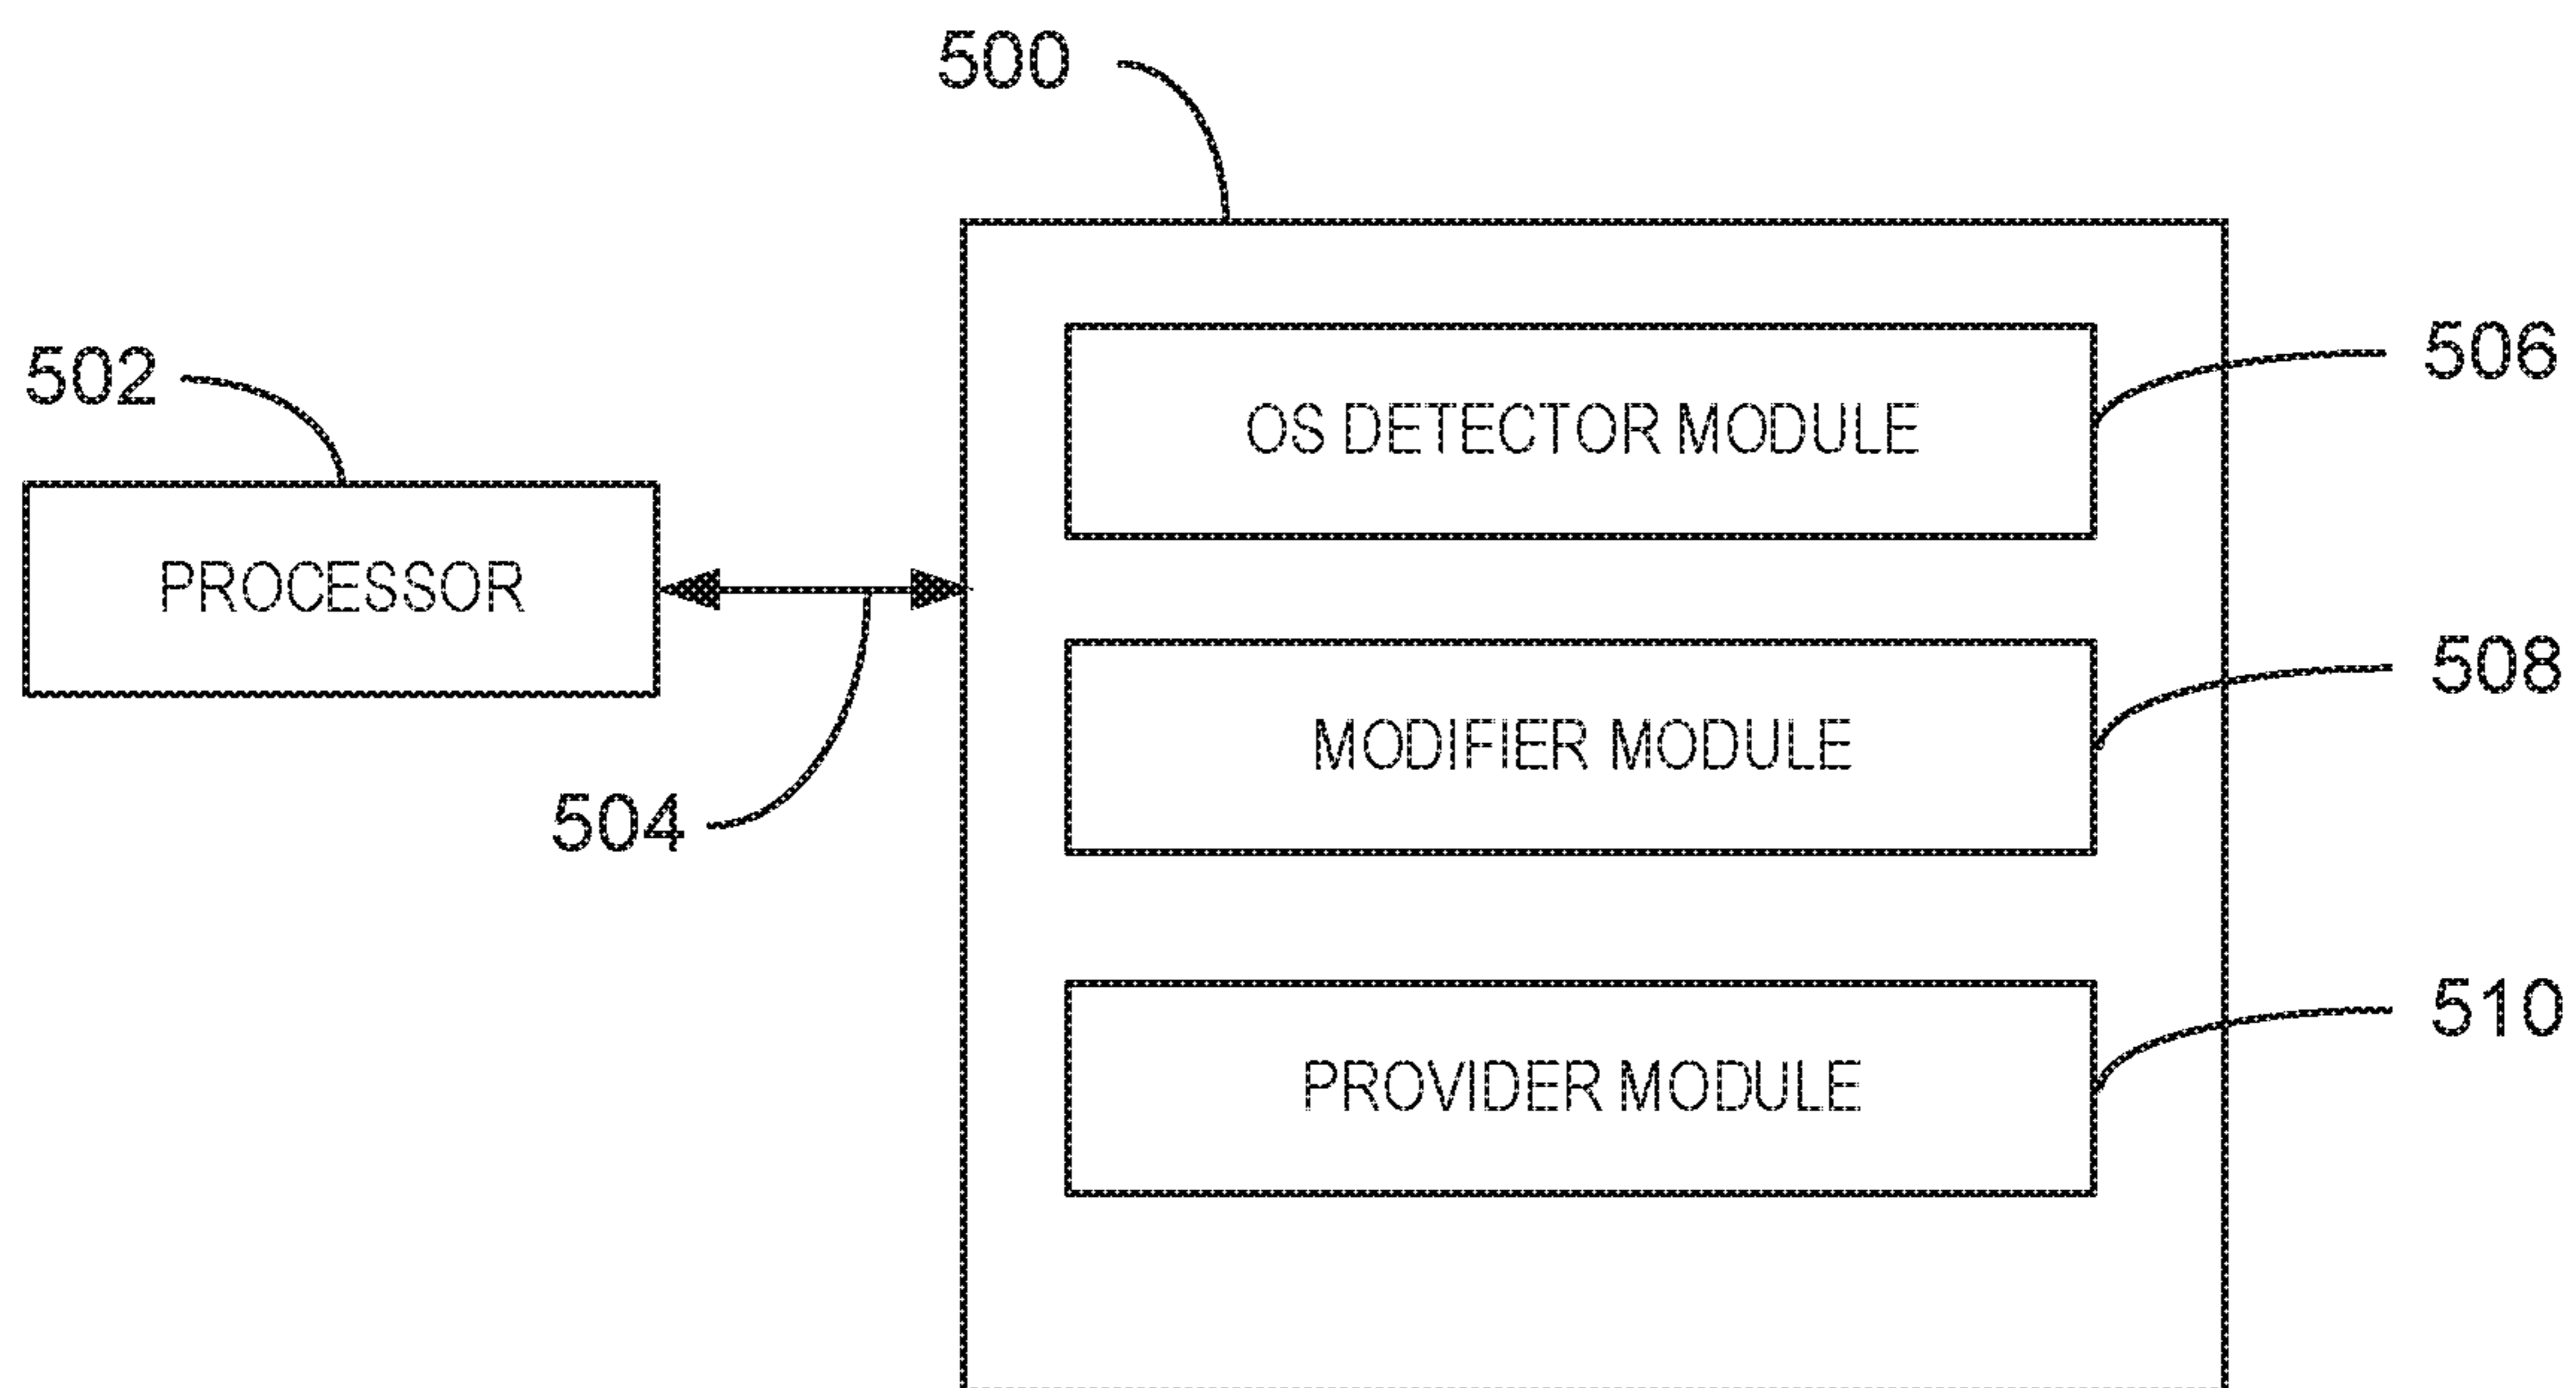 500
502
506
OS DETECTOR MODULE
PROCESSOR
508
MODIFIER MODULE
504
510
PROVIDER MODULE